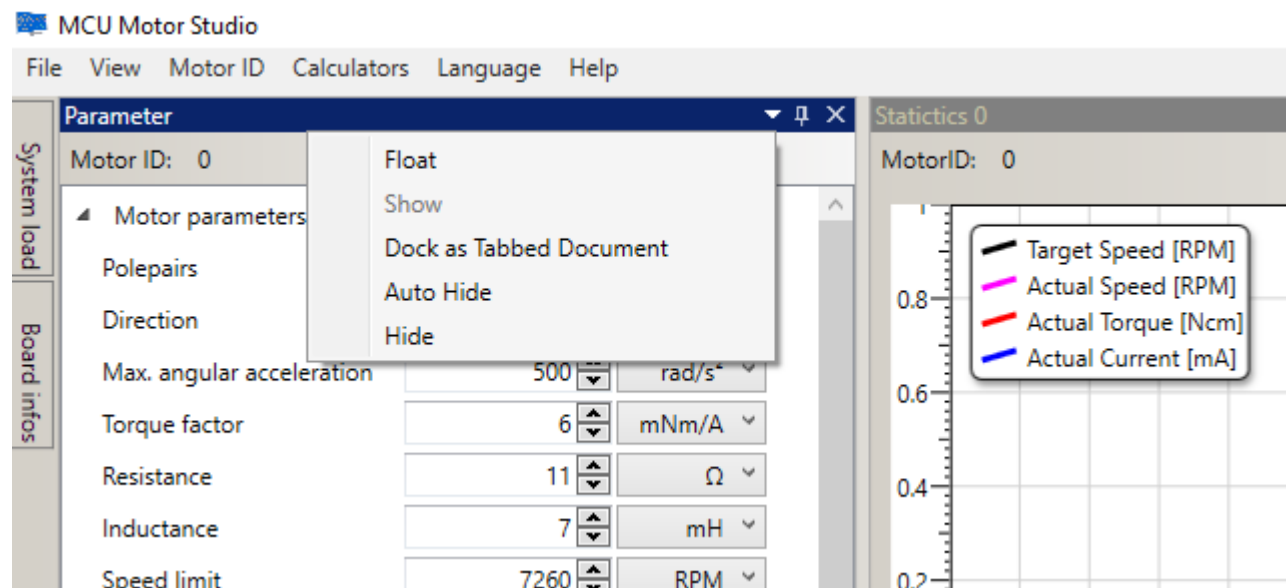 MCU Motor Studio
File View Motor ID Calculators Language Help
System load
Board infos
Parameter
Motor ID: 0
Float
Show
Dock as Tabbed Document
Auto Hide
Hide
Motor parameters
Polepairs
Direction
Max. angular acceleration 500 rad/s²
Torque factor 6 mNm/A
Resistance 11 Ω
Inductance 7 mH
Speed limit 7260 RPM
Statictics 0
MotorID: 0
1
Target Speed [RPM]
Actual Speed [RPM]
Actual Torque [Ncm]
Actual Current [mA]
0.8
0.6
0.4
0.2